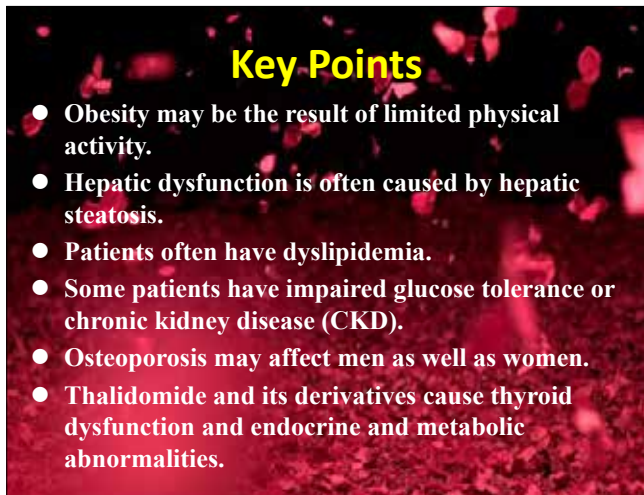 Key Points
● Obesity may be the result of limited physical
activity.
● Hepatic dysfunction is often caused by hepatic
steatosis.
● Patients often have dyslipidemia.
● Some patients have impaired glucose tolerance or
chronic kidney disease (CKD).
● Osteoporosis may affect men as well as women.
● Thalidomide and its derivatives cause thyroid
dysfunction and endocrine and metabolic
abnormalities.